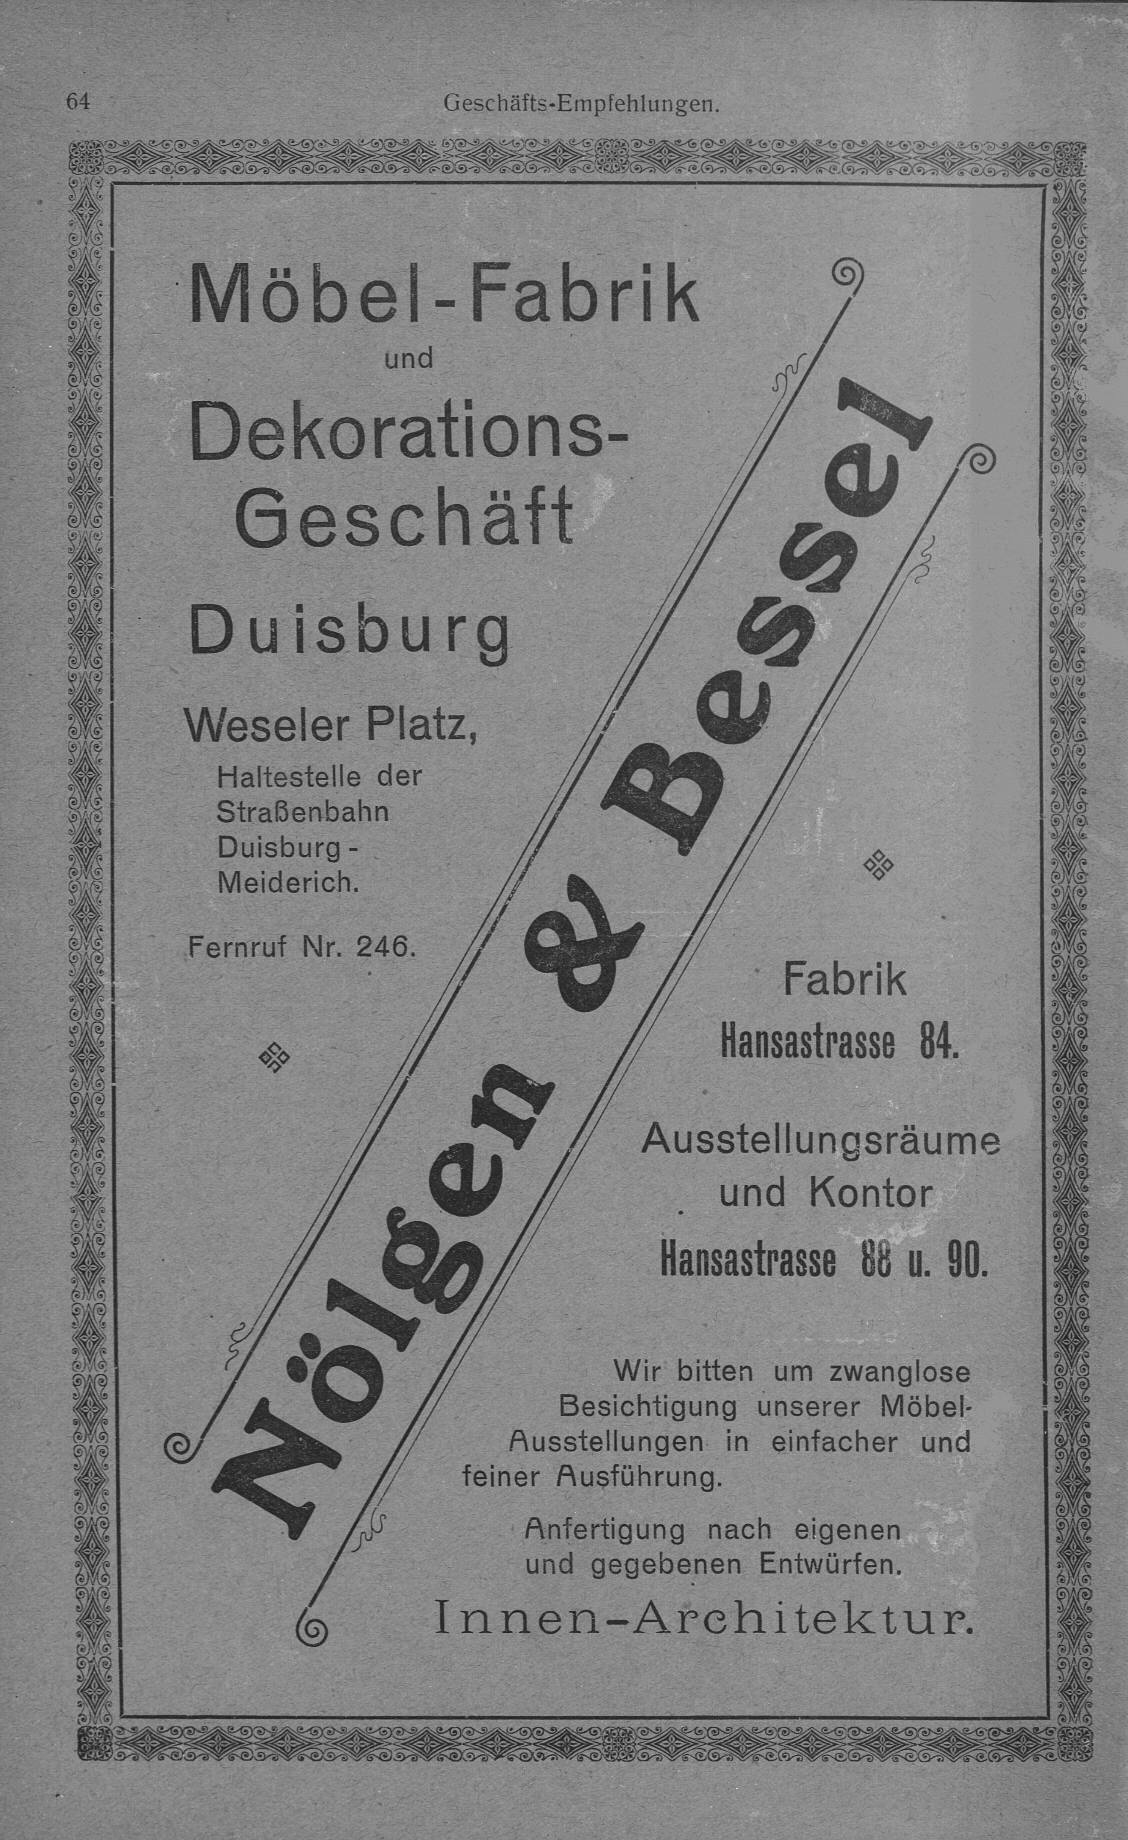 64
Geschäfts-Empfehlungen.
Möbel-Fabrik
und
Dekorations-
Geschäft
Duisburg
Weseler Platz,
Haltestelle der
Straßenbahn
Duisburg-
Meiderich.
Fernruf Nr. 246.
Nölgen & Bessel
Fabrik
Hansastrasse 84.
Ausstellungsräume
und Kontor
Hansastrasse 88 u. 90.
Wir bitten um zwanglose
Besichtigung unserer Möbel-
Ausstellungen in einfacher und
feiner Ausführung.
Anfertigung nach eigenen
und gegebenen Entwürfen.
Innen-Architektur.